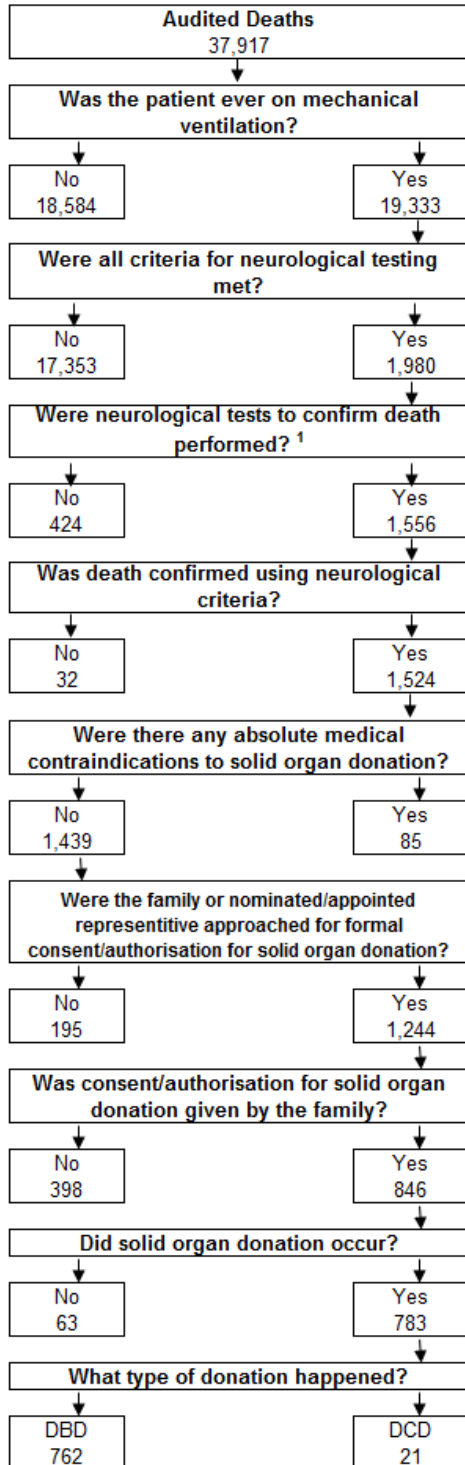 Audited Deaths
37,917
Was the patient ever on mechanical
ventilation?
No
18,584
Yes
19,333
Were all criteria for neurological testing
met?
No
17,353
Yes
1,980
Were neurological tests to confirm death
performed? 1
No
424
Yes
1,556
Was death confirmed using neurological
criteria?
No
32
Yes
1,524
Were there any absolute medical
contraindications to solid organ donation?
No
1,439
Yes
85
Were the family or nominated/appointed
representitive approached for formal
consent/authorisation for solid organ donation?
No
195
Yes
1,244
Was consent/authorisation for solid organ
donation given by the family?
No
398
Yes
846
Did solid organ donation occur?
No
63
Yes
783
What type of donation happened?
DBD
762
DCD
21